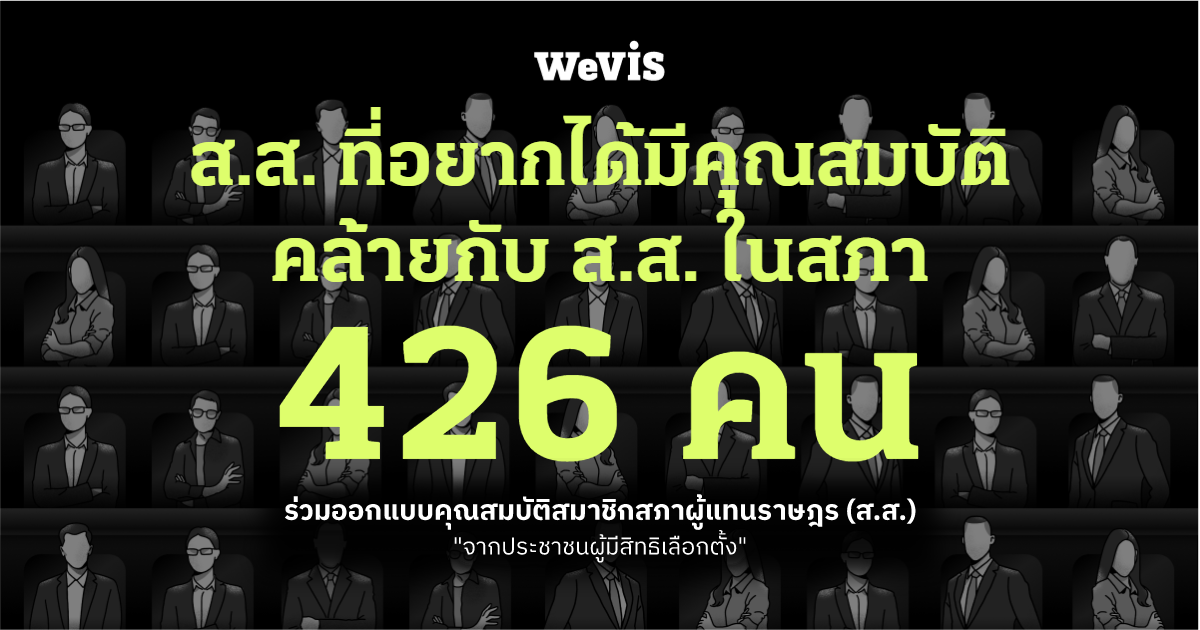 WeVIS
ส.ส. ที่อยากได้มีคุณสมบัติ
คล้ายกับ ส.ส. ในสภา
426 คน
ร่วมออกแบบคุณสมบัติสมาชิกสภาผู้แทนราษฎร (ส.ส.)
"จากประชาชนผู้มีสิทธิเลือกตั้ง"